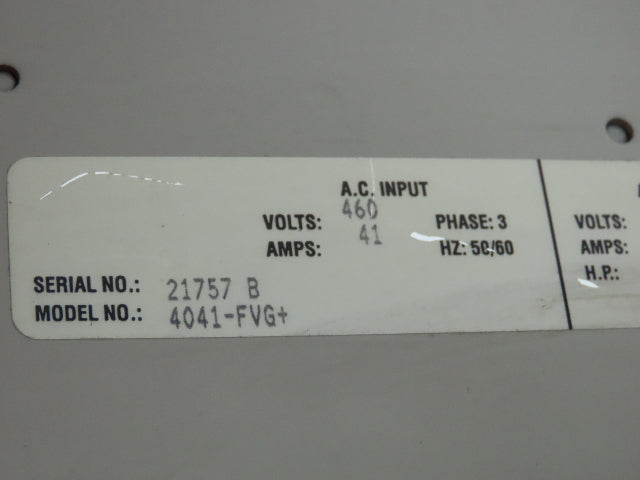 A.C. INPUT
VOLTS: 460 PHASE: 3 VOLTS:
AMPS: 41 HZ: 50/60 AMPS:
H.P.:
SERIAL NO.: 21757 B
MODEL NO.: 4041-FVG+